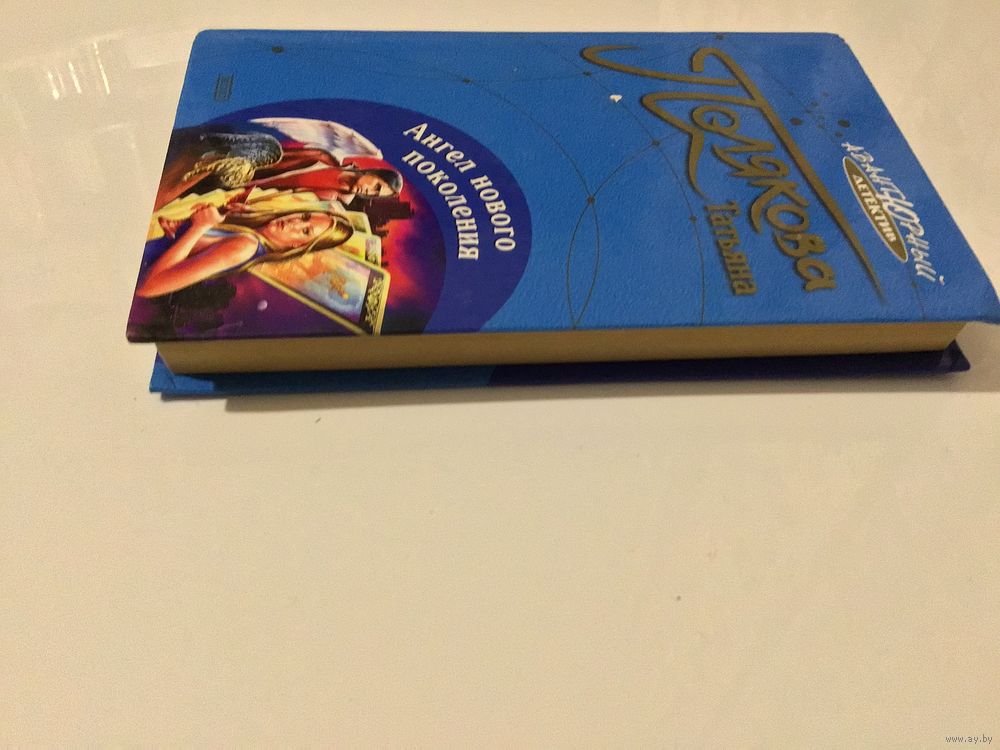 АВАНТЮРНЫЙ
ДЕТЕКТИВ
Татьяна
Полякова
Ангел нового
поколения
www.ay.by